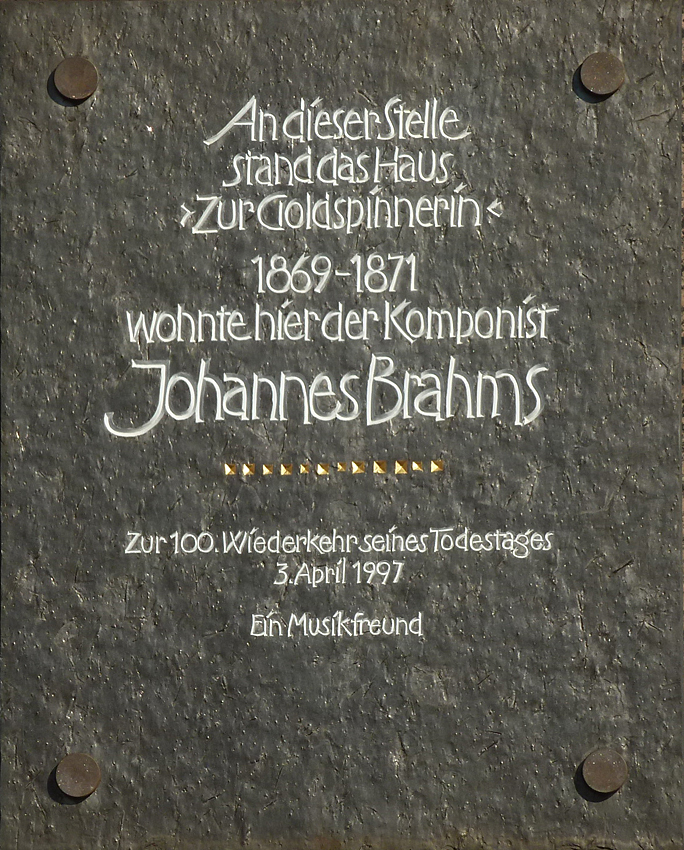 An dieser Stelle
stand das Haus
›Zur Goldspinnerin‹
1869-1871
wohnte hier der Komponist
Johannes Brahms
Zur 100. Wiederkehr seines Todestages
3. April 1997
Ein Musikfreund